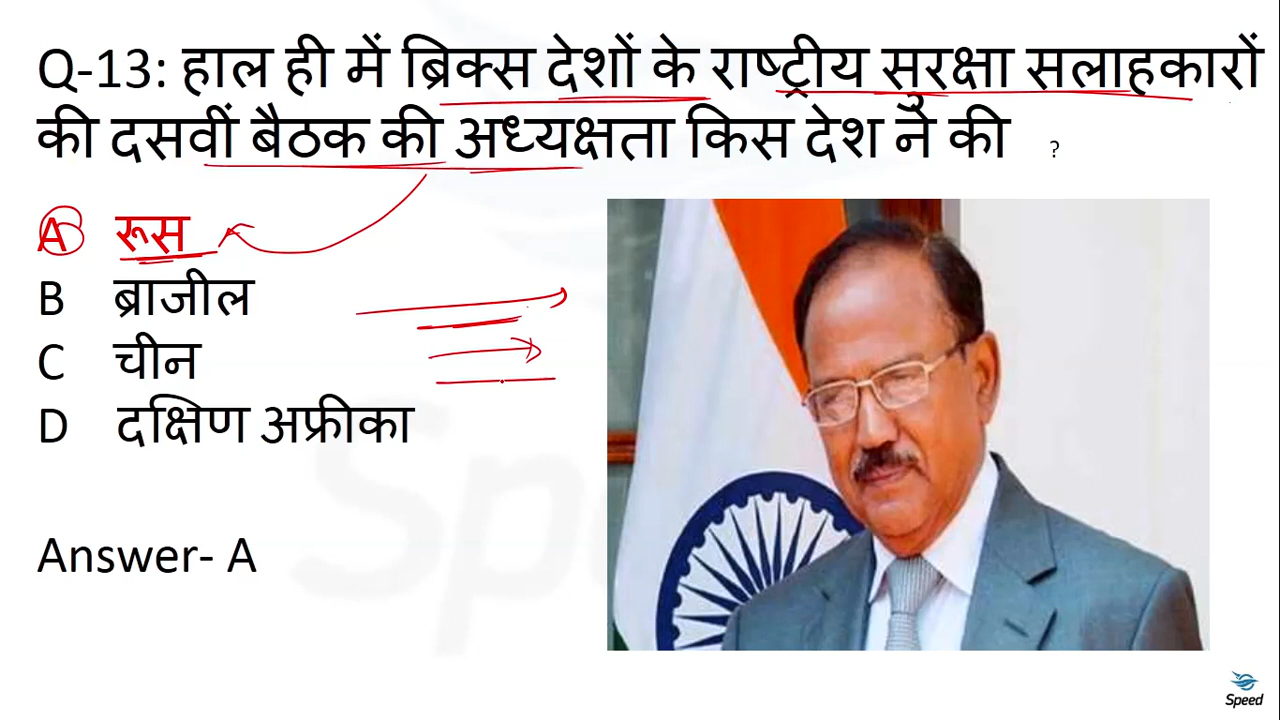 Q-13: हाल ही में ब्रिक्स देशों के राष्ट्रीय सुरक्षा सलाहकारों
की दसवीं बैठक की अध्यक्षता किस देश ने की ?
A रूस
B ब्राजील
C चीन
D दक्षिण अफ्रीका
Answer- A
Speed